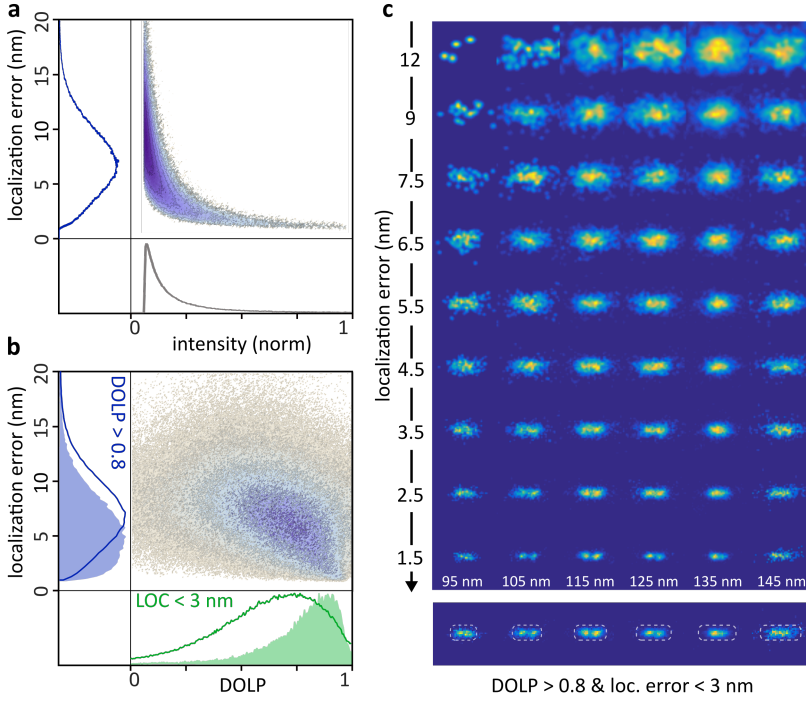 a
20
15
10
5
0
localization error (nm)
0
1
intensity (norm)
b
20
15
10
5
0
localization error (nm)
DOLP > 0.8
LOC < 3 nm
0
1
DOLP
c
localization error (nm)
12
9
7.5
6.5
5.5
4.5
3.5
2.5
1.5
95 nm 105 nm 115 nm 125 nm 135 nm 145 nm
DOLP > 0.8 & loc. error < 3 nm